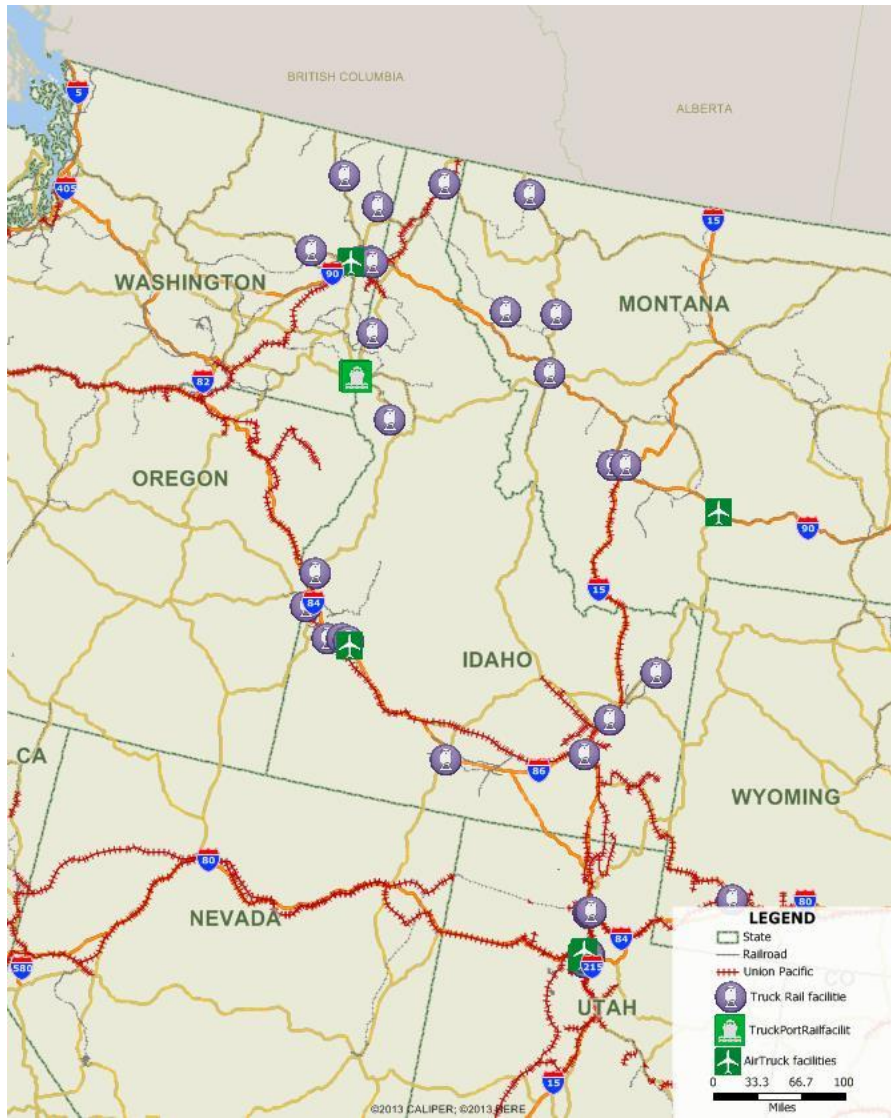 BRITISH COLUMBIA
ALBERTA
5
405
15
90
WASHINGTON
MONTANA
82
OREGON
90
84
15
IDAHO
CA
86
WYOMING
80
80
NEVADA
84
215
580
UTAH
15
LEGEND
State
Railroad
Union Pacific
Truck Rail facilitie
TruckPortRailfacilit
AirTruck facilities
0 33.3 66.7 100
Miles
CO
©2013 CALIPER; ©2013 HERE